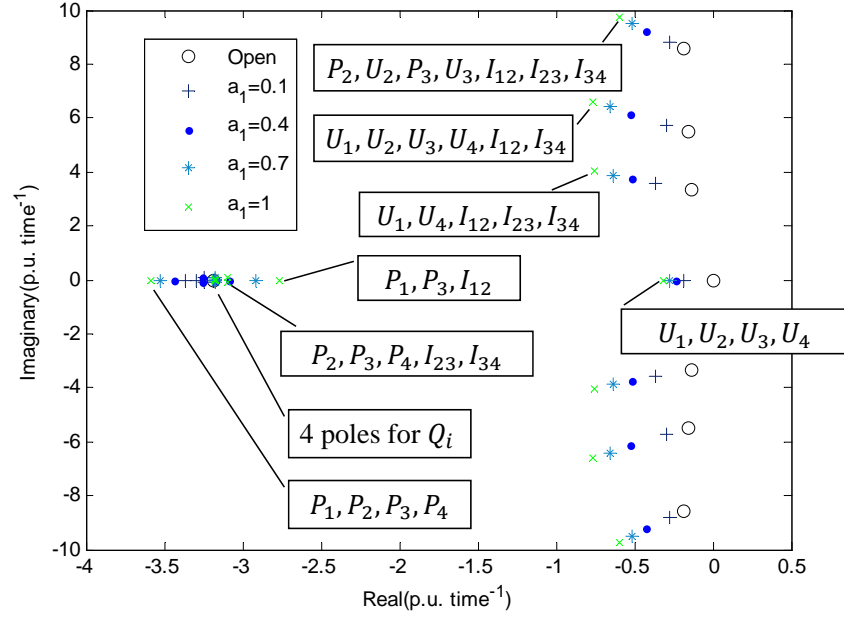 10
8
6
4
2
0
-2
-4
-6
-8
-10
Imaginary(p.u. time⁻¹)
Open
a₁=0.1
a₁=0.4
a₁=0.7
a₁=1
P₂, U₂, P₃, U₃, I₁₂, I₂₃, I₃₄
U₁, U₂, U₃, U₄, I₁₂, I₃₄
U₁, U₄, I₁₂, I₂₃, I₃₄
P₁, P₃, I₁₂
U₁, U₂, U₃, U₄
P₂, P₃, P₄, I₂₃, I₃₄
4 poles for Qᵢ
P₁, P₂, P₃, P₄
-4 -3.5 -3 -2.5 -2 -1.5 -1 -0.5 0 0.5
Real(p.u. time⁻¹)